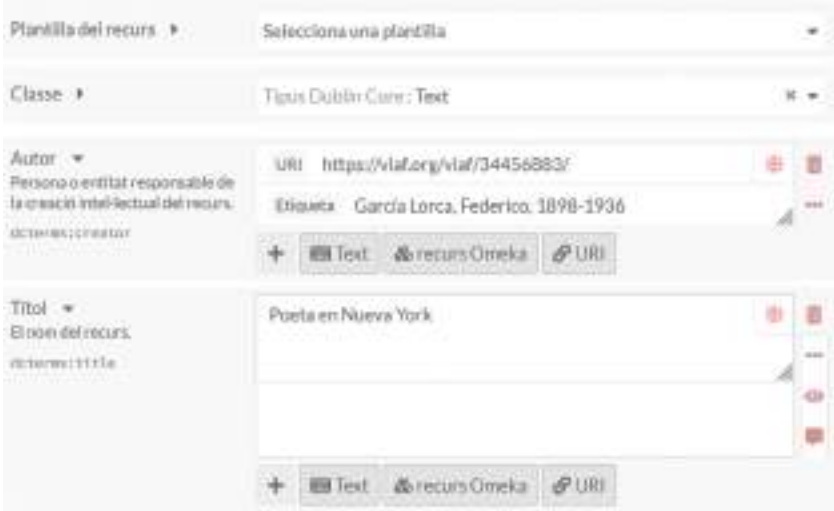 Plantilla del recurs
Selecciona una plantilla
Classe
Tipus Dublin Core : Text
Autor
Persona o entitat responsable de
la creació intel·lectual del recurs.
dcterms:creator
URI https://viaf.org/viaf/34456883/
Etiqueta García Lorca, Federico, 1898-1936
+ Text recurs Omeka URI
Títol
El nom del recurs.
dcterms:title
Poeta en Nueva York
+ Text recurs Omeka URI